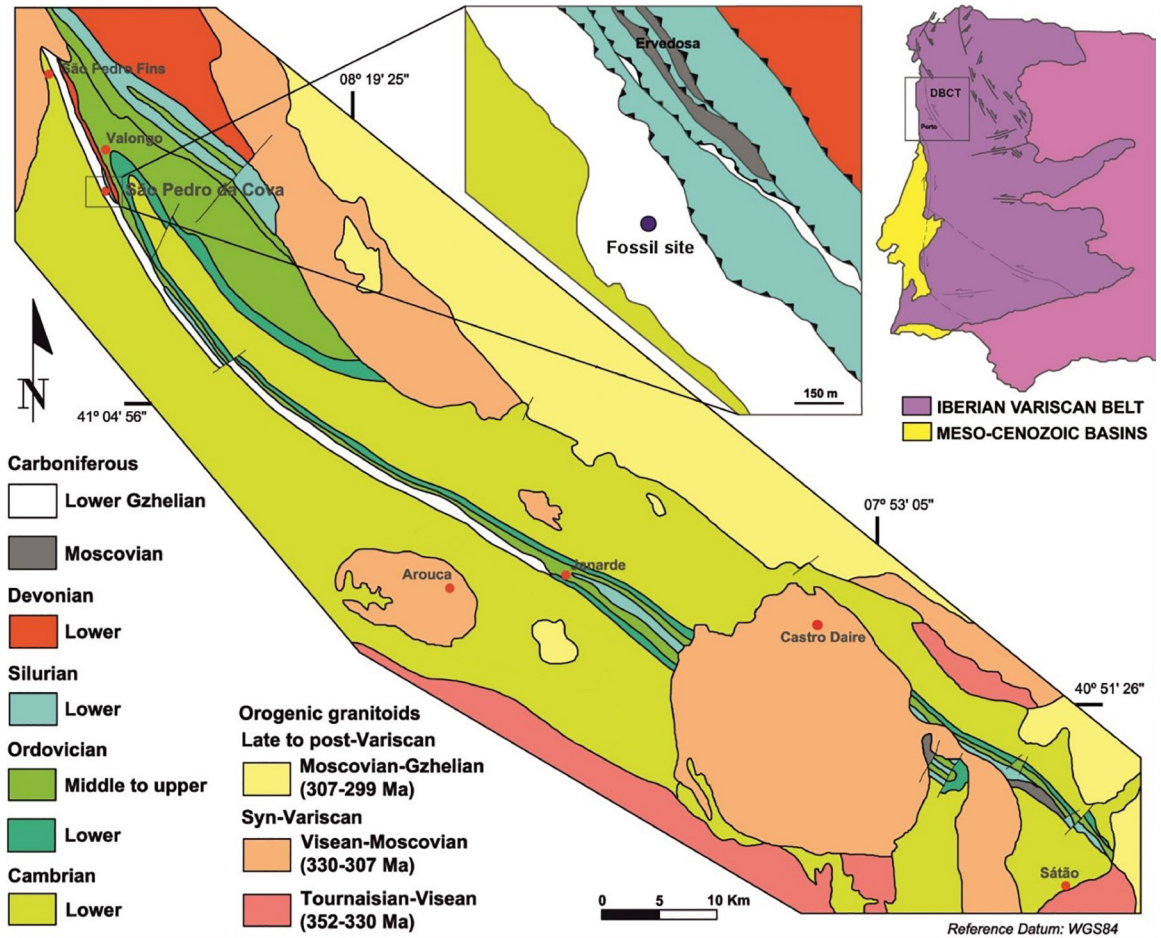 São Pedro Fins
08º 19' 25"
Valongo
São Pedro da Cova
Ervedosa
Fossil site
150 m
DBCT
Porto
IBERIAN VARISCAN BELT
MESO-CENOZOIC BASINS
N
41º 04' 56"
07º 53' 05"
Arouca
Janarde
Castro Daire
40º 51' 26"
Sátão
Carboniferous
Lower Gzhelian
Moscovian
Devonian
Lower
Silurian
Lower
Ordovician
Middle to upper
Lower
Cambrian
Lower
Orogenic granitoids
Late to post-Variscan
Moscovian-Gzhelian
(307-299 Ma)
Syn-Variscan
Visean-Moscovian
(330-307 Ma)
Tournaisian-Visean
(352-330 Ma)
0 5 10 Km
Reference Datum: WGS84